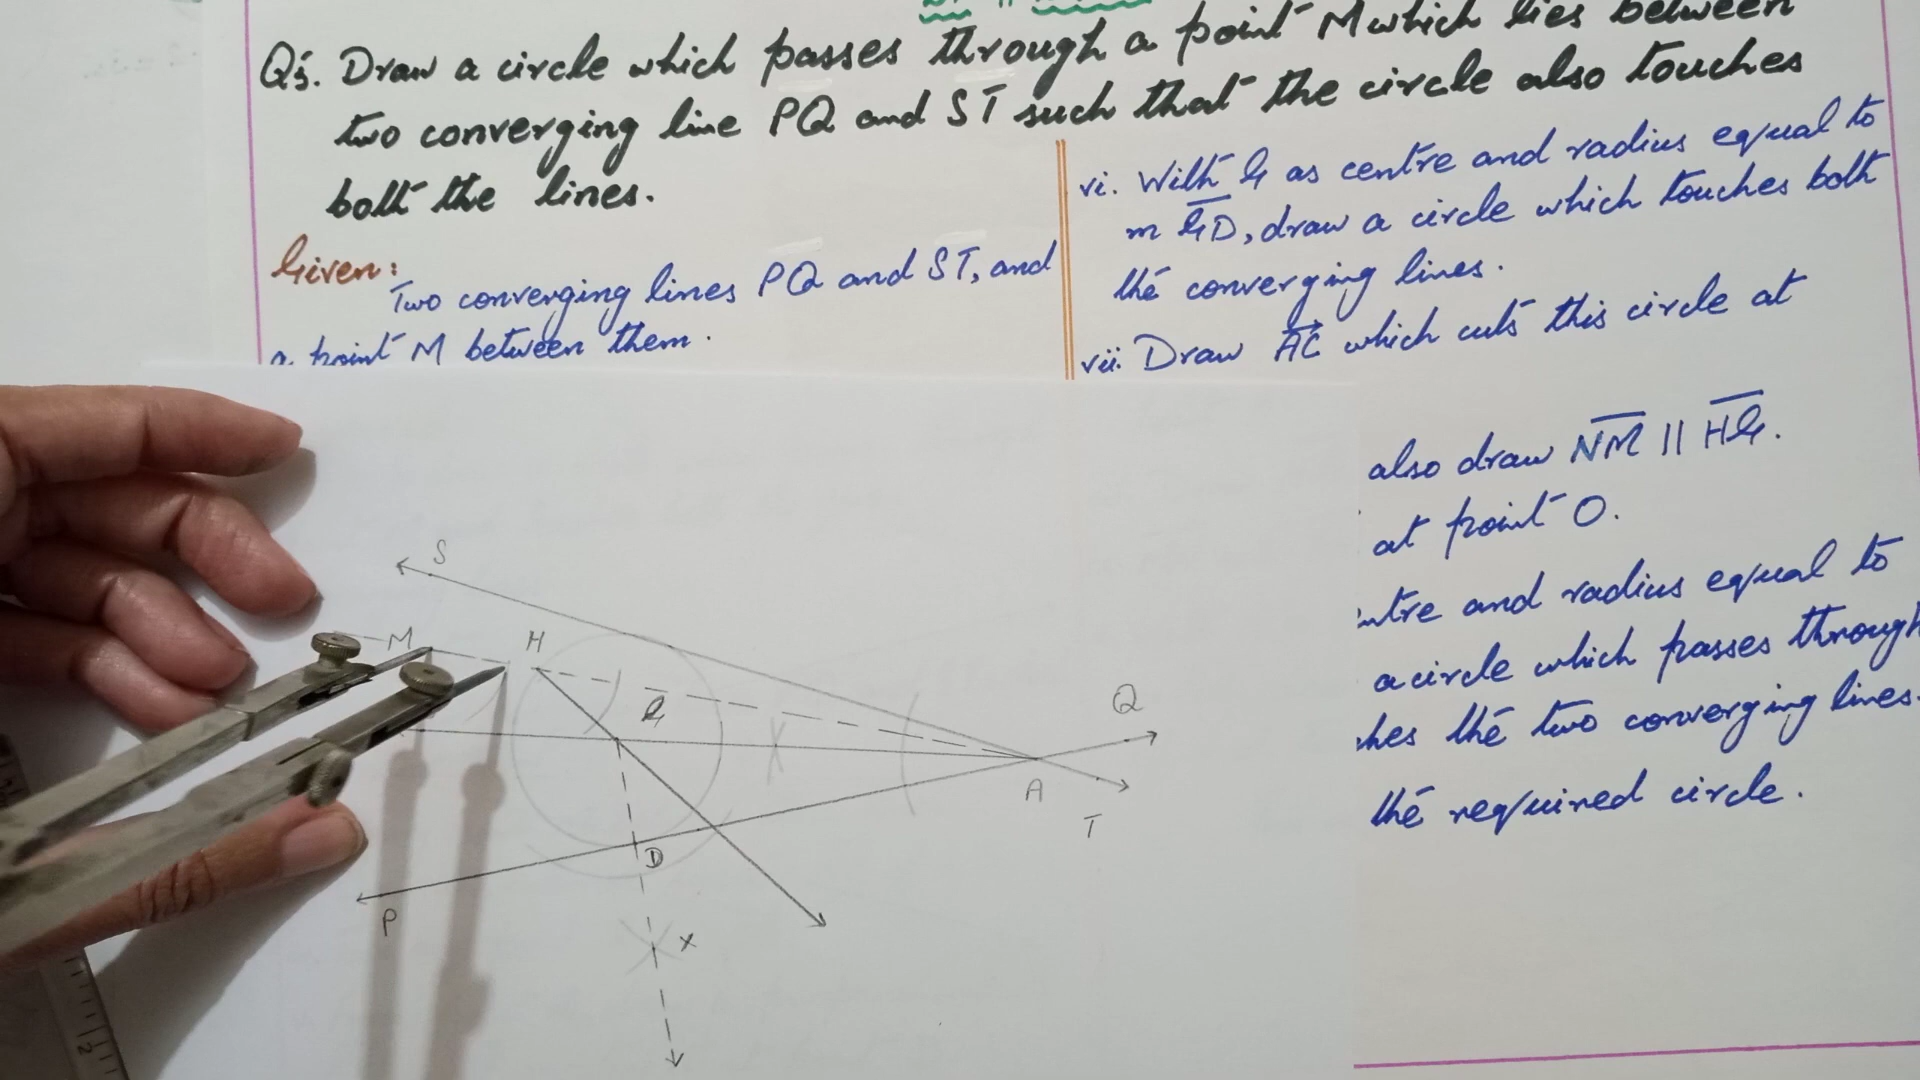 Q5. Draw a circle which passes through a point M which lies between
two converging line PQ and ST such that the circle also touches
both the lines.
Given:
Two converging lines PQ and ST, and
a point M between them.
vi. With G as centre and radius equal to
m GD, draw a circle which touches both
the converging lines.
vii. Draw AC which cuts this circle at
also draw NM || HG.
at point O.
ntre and radius equal to
a circle which passes through
hes the two converging lines.
the required circle.
S
M
H
G
Q
A
T
D
P
X
2